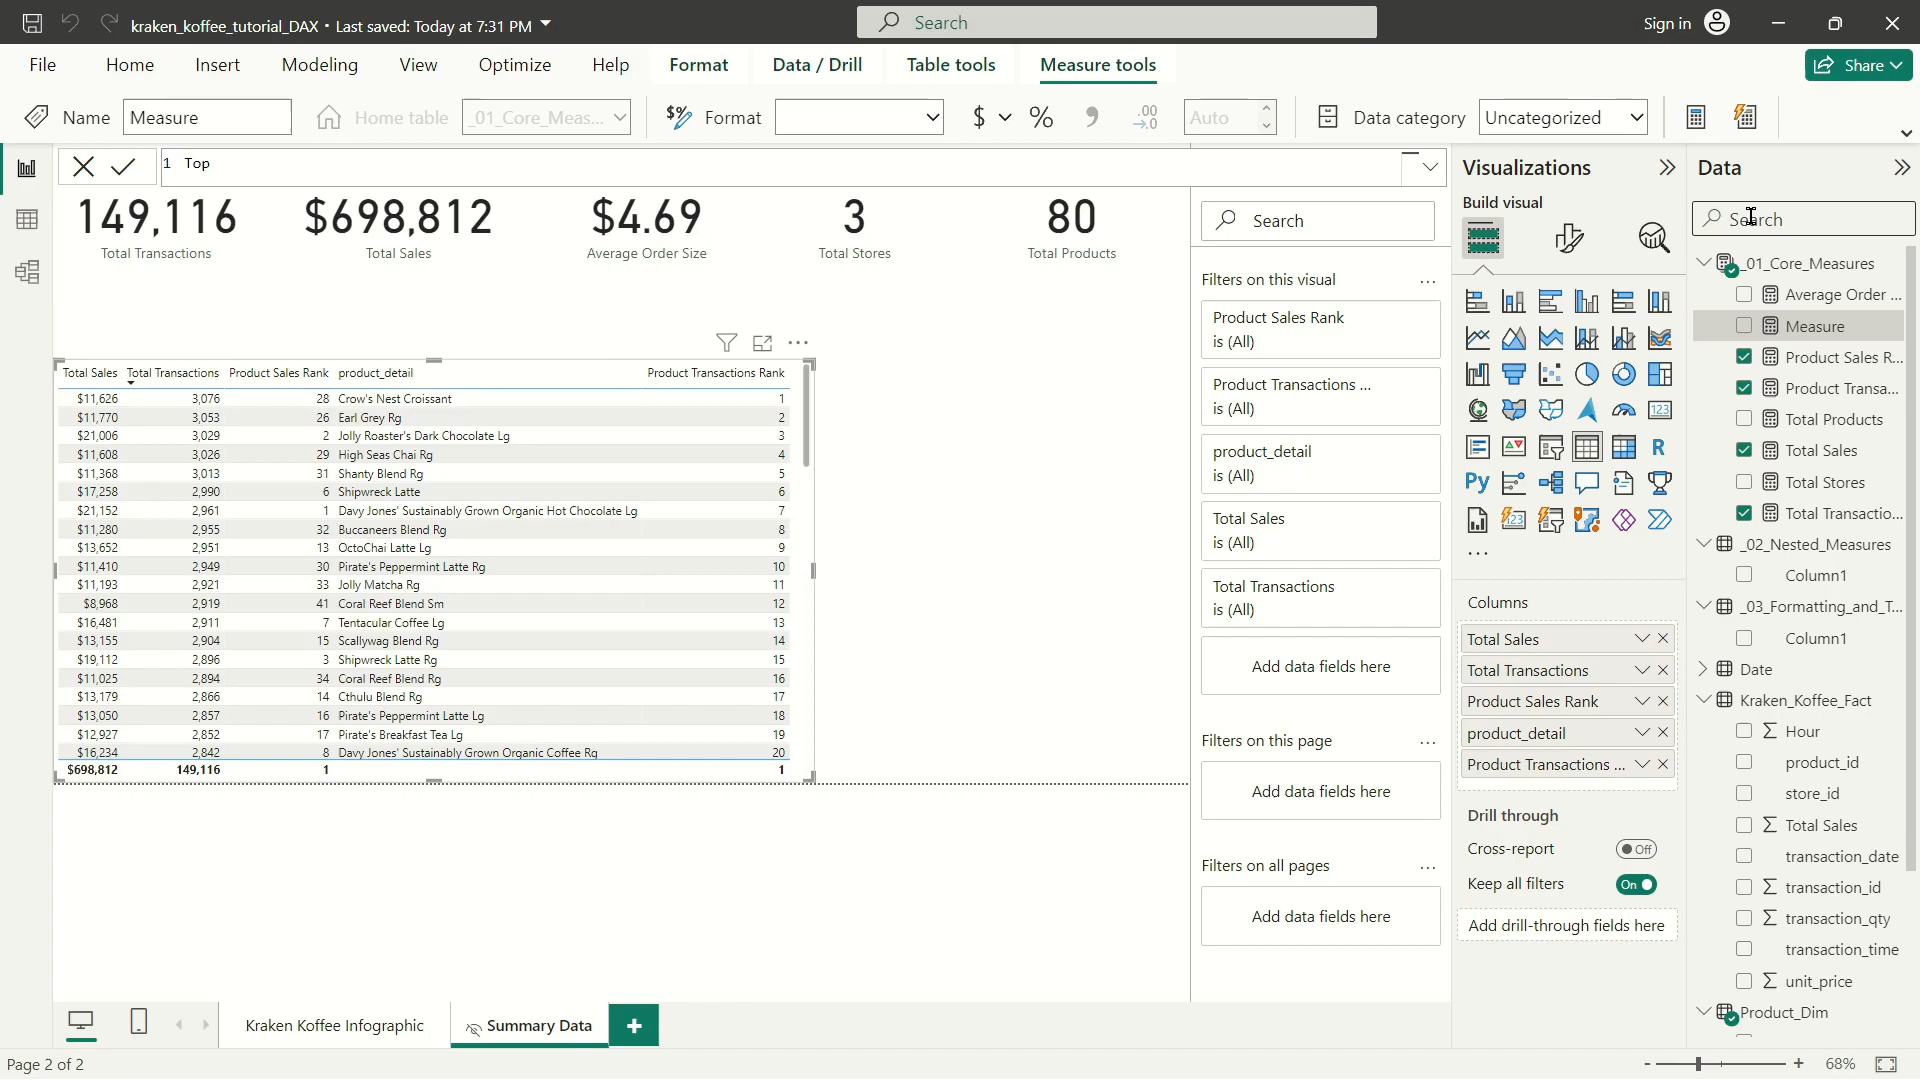 kraken_koffee_tutorial_DAX • Last saved: Today at 7:31 PM
Search
Sign in
File Home Insert Modeling View Optimize Help Format Data / Drill Table tools Measure tools
Share
Name Measure Home table _01_Core_Meas... Format $ % Auto Data category Uncategorized
1 Top
149,116 $698,812 $4.69 3 80
Total Transactions Total Sales Average Order Size Total Stores Total Products
Total Sales Total Transactions Product Sales Rank product_detail Product Transactions Rank
$11,626 3,076 28 Crow's Nest Croissant 1
$11,770 3,053 26 Earl Grey Rg 2
$21,006 3,029 2 Jolly Roaster's Dark Chocolate Lg 3
$11,608 3,026 29 High Seas Chai Rg 4
$11,368 3,013 31 Shanty Blend Rg 5
$17,258 2,990 6 Shipwreck Latte 6
$21,152 2,961 1 Davy Jones' Sustainably Grown Organic Hot Chocolate Lg 7
$11,280 2,955 32 Buccaneers Blend Rg 8
$13,652 2,951 13 OctoChai Latte Lg 9
$11,410 2,949 30 Pirate's Peppermint Latte Rg 10
$11,193 2,921 33 Jolly Matcha Rg 11
$8,968 2,919 41 Coral Reef Blend Sm 12
$16,481 2,911 7 Tentacular Coffee Lg 13
$13,155 2,904 15 Scallywag Blend Rg 14
$19,112 2,896 3 Shipwreck Latte Rg 15
$11,025 2,894 34 Coral Reef Blend Rg 16
$13,179 2,866 14 Cthulu Blend Rg 17
$13,050 2,857 16 Pirate's Peppermint Latte Lg 18
$12,927 2,852 17 Pirate's Breakfast Tea Lg 19
$16,234 2,842 8 Davy Jones' Sustainably Grown Organic Coffee Rg 20
$698,812 149,116 1 1
Search
Filters on this visual
Product Sales Rank
is (All)
Product Transactions ...
is (All)
product_detail
is (All)
Total Sales
is (All)
Total Transactions
is (All)
Add data fields here
Filters on this page
Add data fields here
Filters on all pages
Add data fields here
Visualizations
Build visual
123
R
Py
123
Columns
Total Sales
Total Transactions
Product Sales Rank
product_detail
Product Transactions ...
Drill through
Cross-report Off
Keep all filters On
Add drill-through fields here
Data
Search
_01_Core_Measures
Average Order ...
Measure
Product Sales R...
Product Transa...
Total Products
Total Sales
Total Stores
Total Transactio...
_02_Nested_Measures
Column1
_03_Formatting_and_T...
Column1
Date
Kraken_Koffee_Fact
Hour
product_id
store_id
Total Sales
transaction_date
transaction_id
transaction_qty
transaction_time
unit_price
Product_Dim
Kraken Koffee Infographic Summary Data +
Page 2 of 2
- + 68%